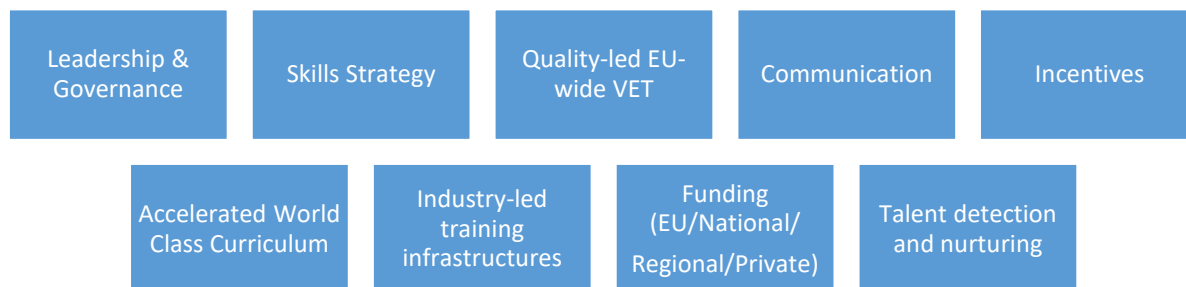 Leadership &
Governance
Skills Strategy
Quality-led EU-
wide VET
Communication
Incentives
Accelerated World
Class Curriculum
Industry-led
training
infrastructures
Funding
(EU/National/
Regional/Private)
Talent detection
and nurturing